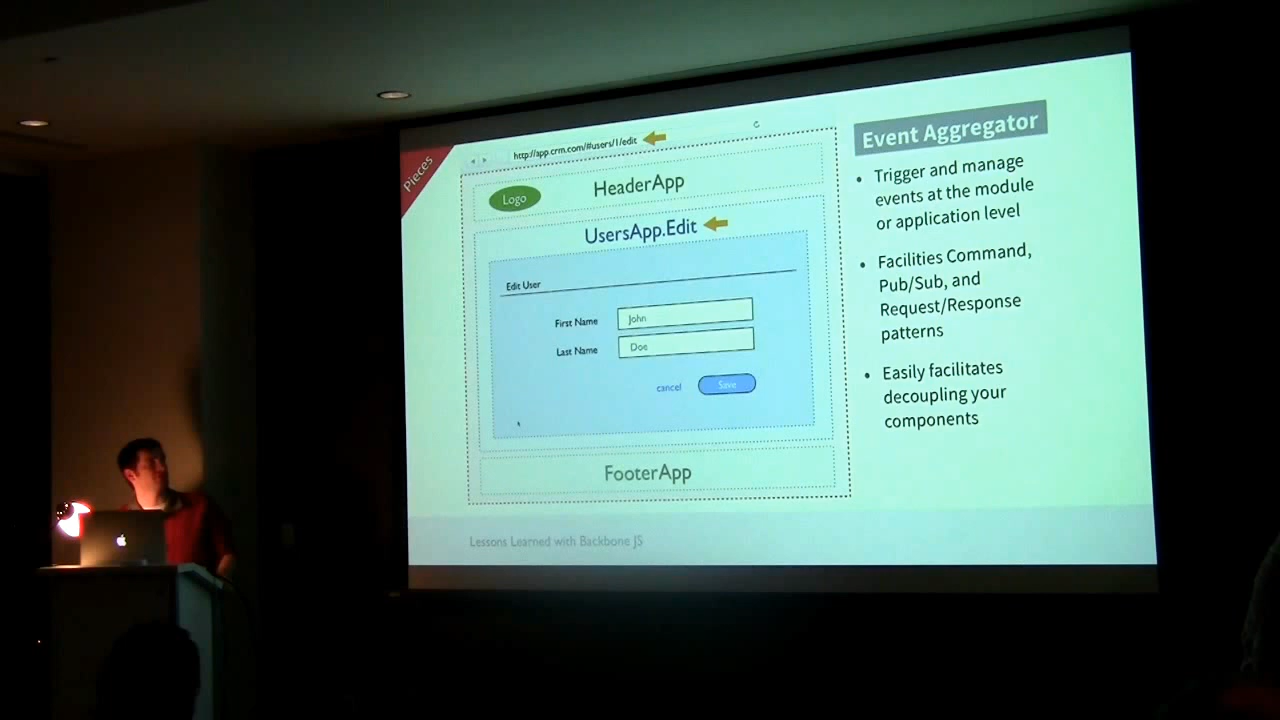 Pieces
http://app.crm.com/#users/1/edit
Logo
HeaderApp
UsersApp.Edit
Edit User
First Name
John
Last Name
Doe
cancel
Save
FooterApp
Event Aggregator
• Trigger and manage
events at the module
or application level
• Facilities Command,
Pub/Sub, and
Request/Response
patterns
• Easily facilitates
decoupling your
components
Lessons Learned with Backbone JS